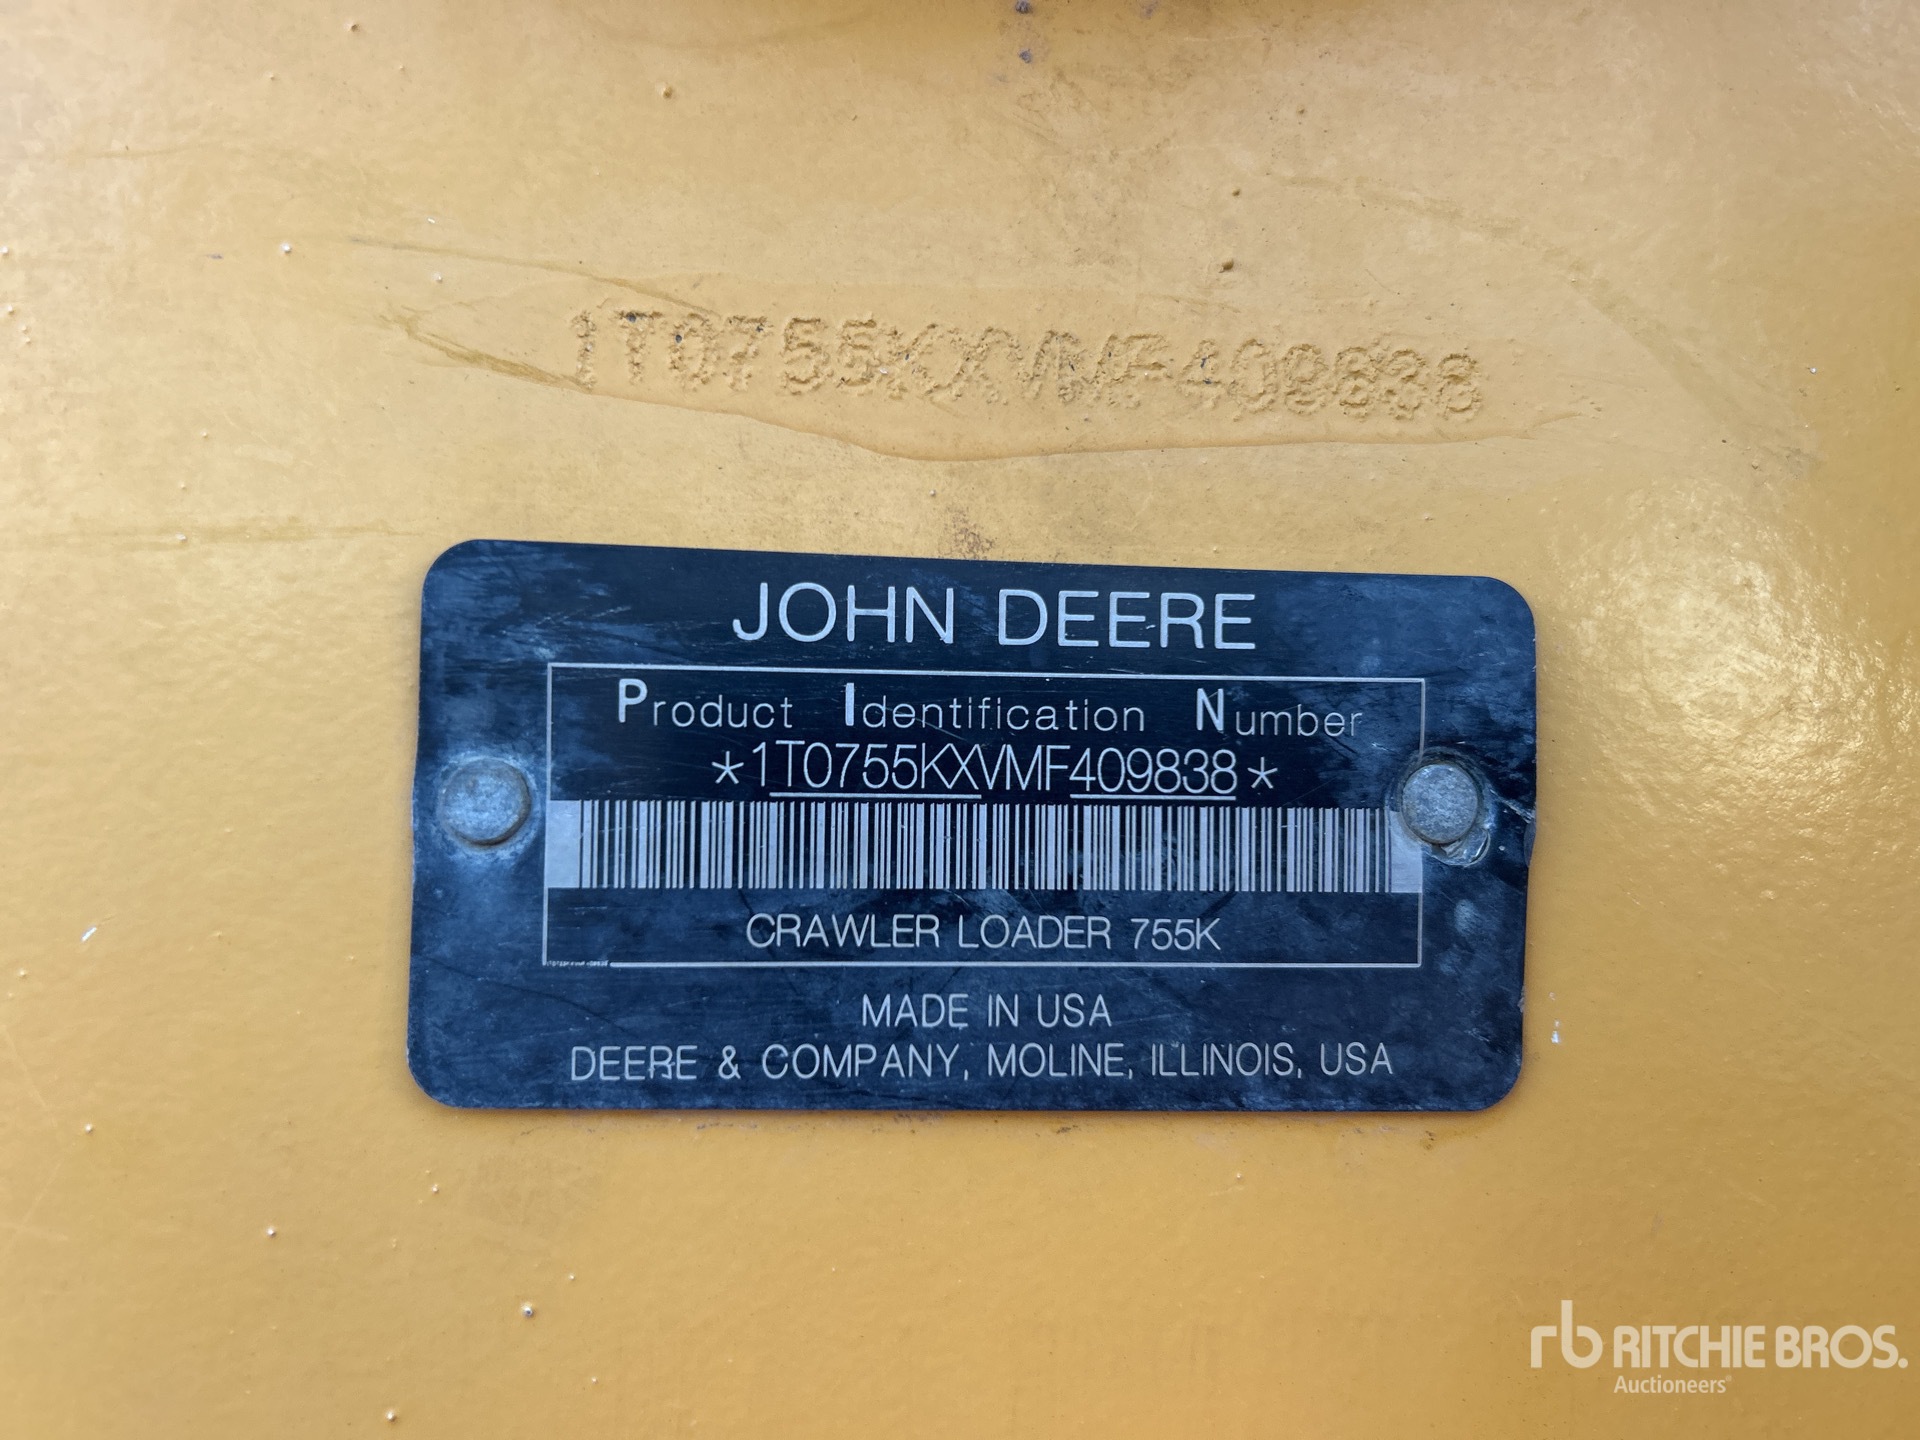 1T0755KXVMF409838
JOHN DEERE
Product Identification Number
*1T0755KXVMF409838*
CRAWLER LOADER 755K
MADE IN USA
DEERE & COMPANY, MOLINE, ILLINOIS, USA
rb RITCHIE BROS.
Auctioneers